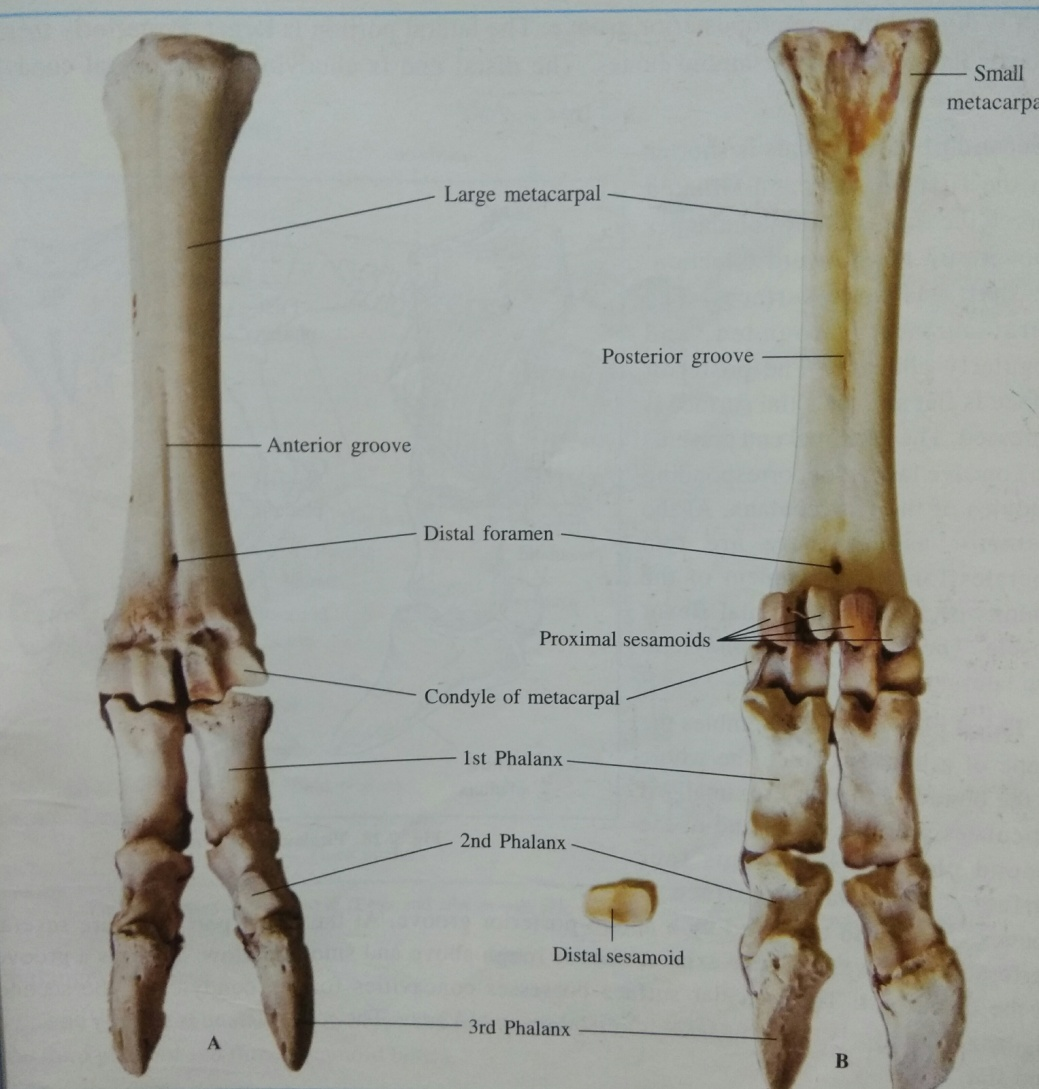 Small
metacarpa
Large metacarpal
Posterior groove
Anterior groove
Distal foramen
Proximal sesamoids
Condyle of metacarpal
1st Phalanx
2nd Phalanx
Distal sesamoid
3rd Phalanx
A
B